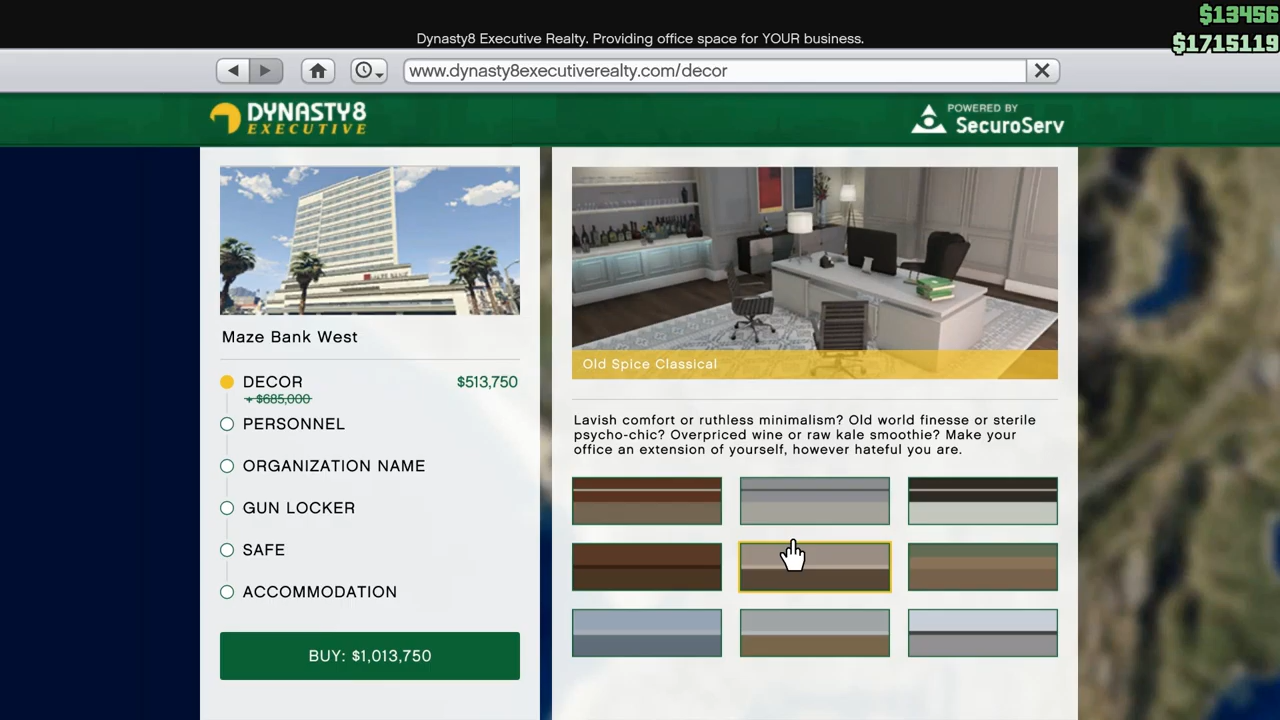 $13456
Dynasty8 Executive Realty. Providing office space for YOUR business.
$1715119
www.dynasty8executiverealty.com/decor
DYNASTY8
EXECUTIVE
POWERED BY
SecuroServ
MAZE BANK
Maze Bank West
DECOR
$513,750
+ $685,000
PERSONNEL
ORGANIZATION NAME
GUN LOCKER
SAFE
ACCOMMODATION
BUY: $1,013,750
Old Spice Classical
Lavish comfort or ruthless minimalism? Old world finesse or sterile
psycho-chic? Overpriced wine or raw kale smoothie? Make your
office an extension of yourself, however hateful you are.